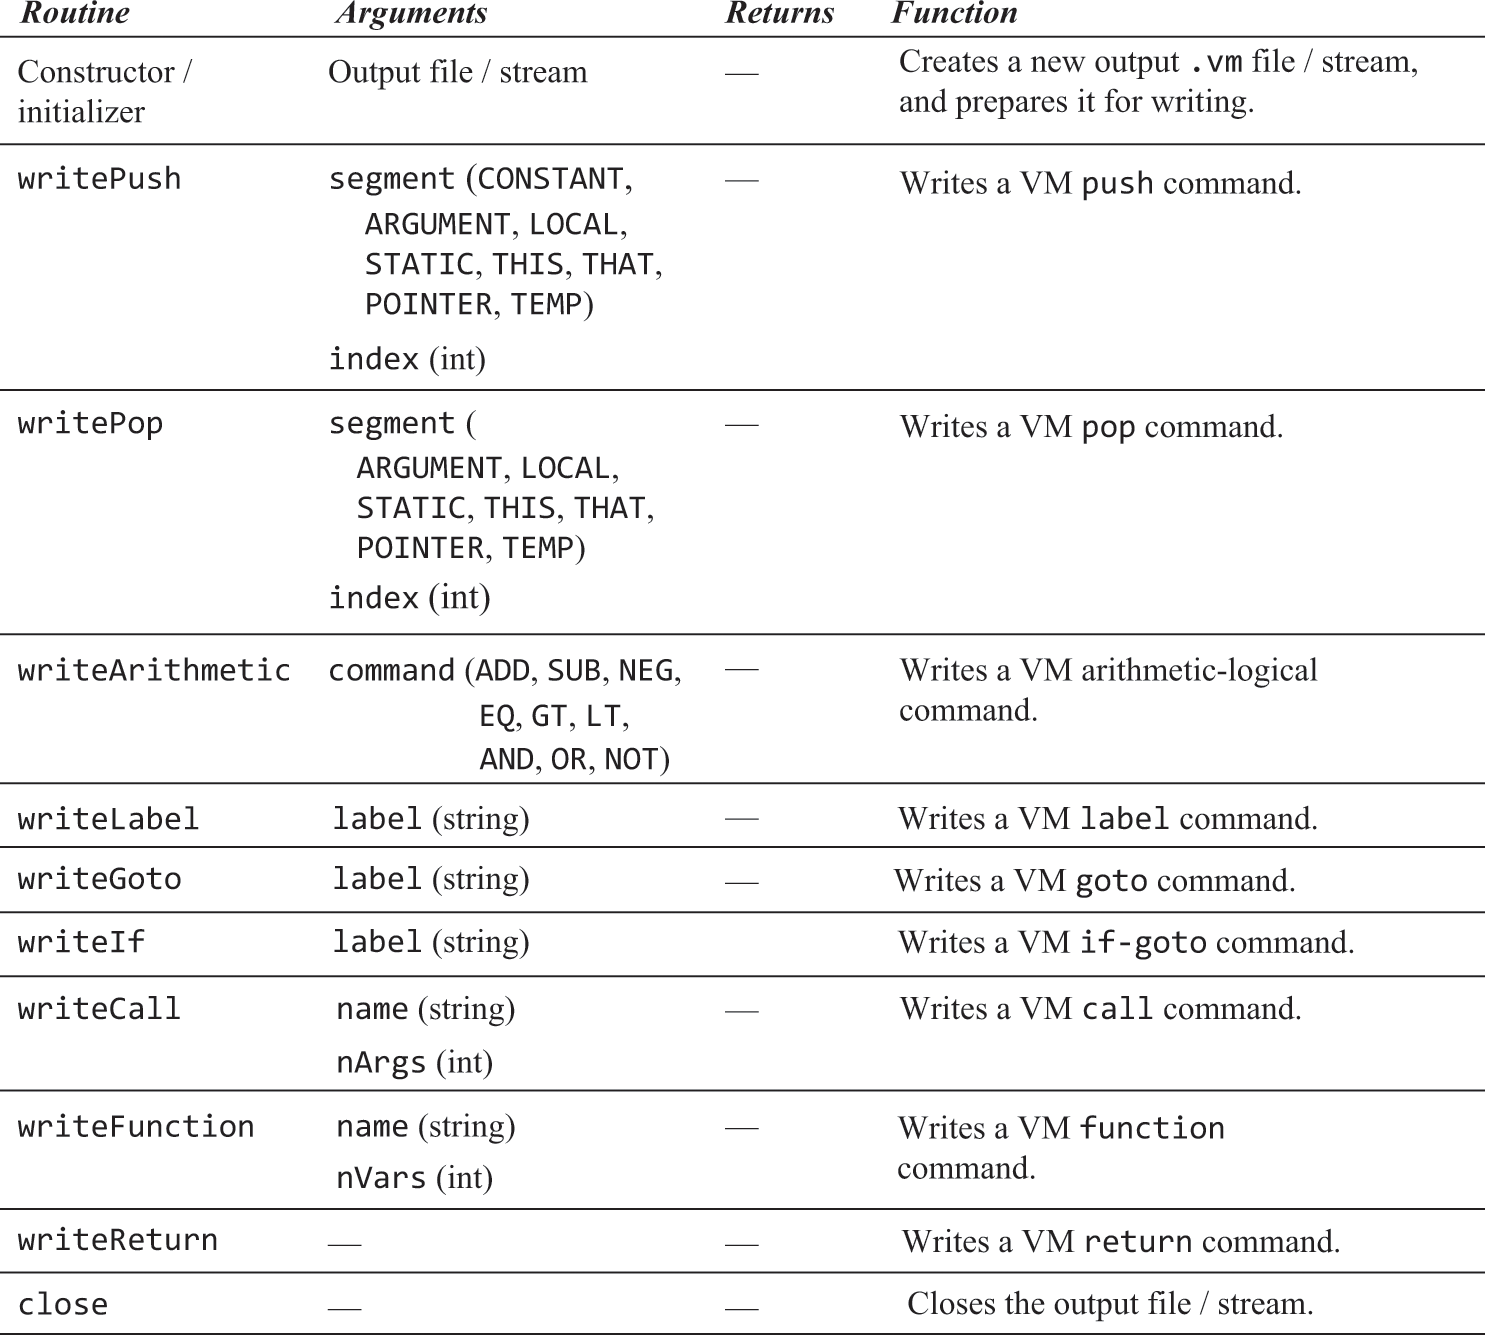 Routine Arguments Returns Function
Constructor / Output file / stream — Creates a new output .vm file / stream,
initializer and prepares it for writing.
writePush segment (CONSTANT, — Writes a VM push command.
ARGUMENT, LOCAL,
STATIC, THIS, THAT,
POINTER, TEMP)
index (int)
writePop segment ( — Writes a VM pop command.
ARGUMENT, LOCAL,
STATIC, THIS, THAT,
POINTER, TEMP)
index (int)
writeArithmetic command (ADD, SUB, NEG, — Writes a VM arithmetic-logical
EQ, GT, LT, command.
AND, OR, NOT)
writeLabel label (string) — Writes a VM label command.
writeGoto label (string) — Writes a VM goto command.
writeIf label (string) — Writes a VM if-goto command.
writeCall name (string) — Writes a VM call command.
nArgs (int)
writeFunction name (string) — Writes a VM function
nVars (int) command.
writeReturn — — Writes a VM return command.
close — — Closes the output file / stream.